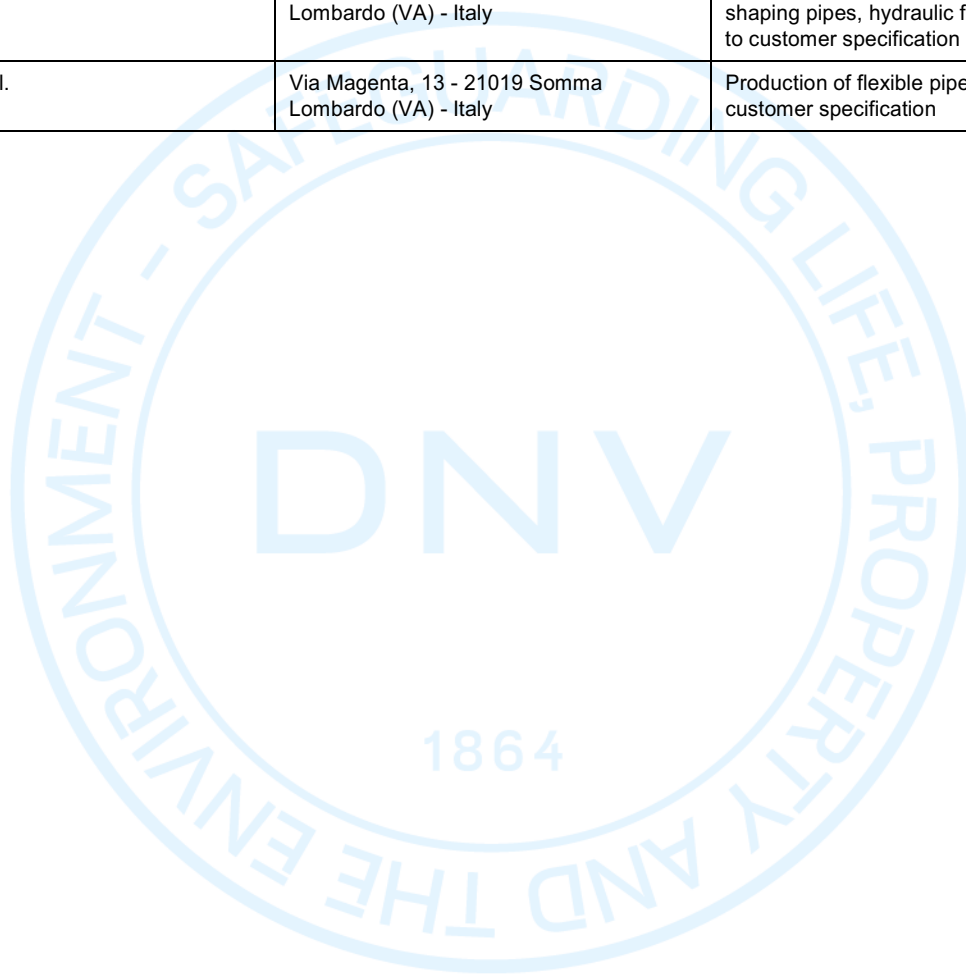 Lombardo (VA) - Italy
shaping pipes, hydraulic
to customer specification
l.
Via Magenta, 13 - 21019 Somma
Lombardo (VA) - Italy
Production of flexible pipe
customer specification
SAFEGUARDING LIFE, PROPERTY AND THE ENVIRONMENT -
DNV
1864